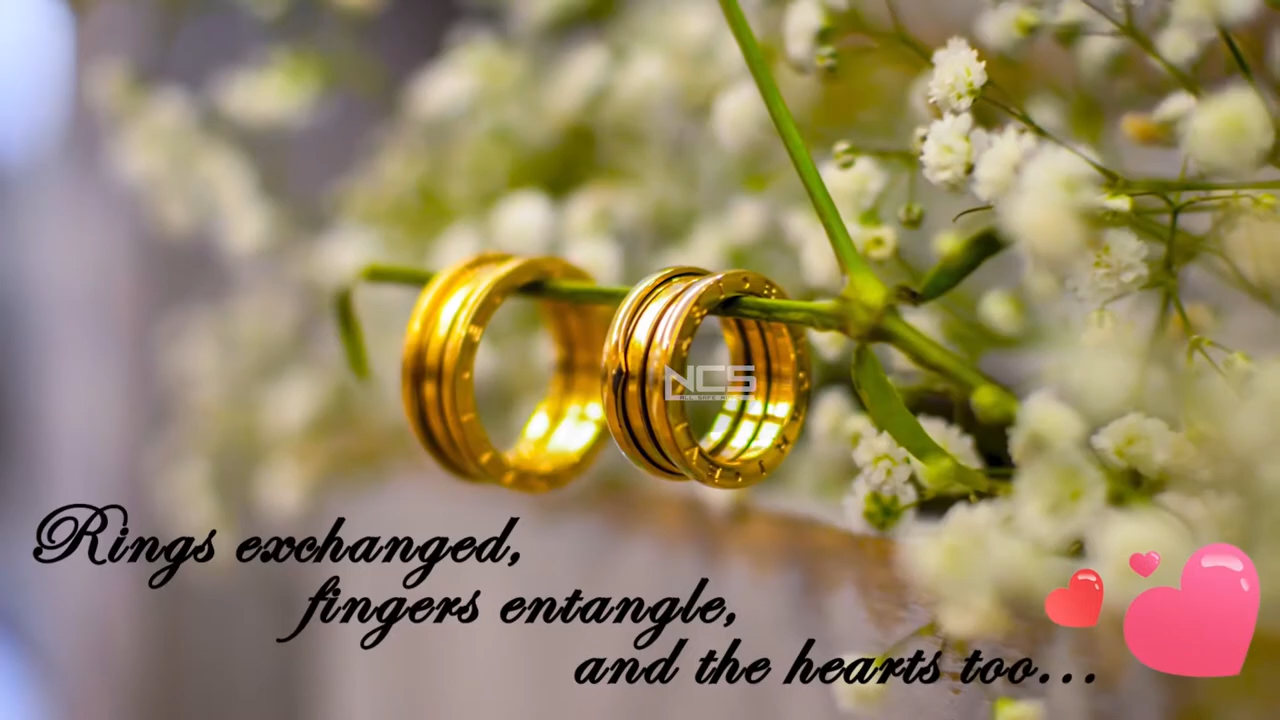 NCS
Rings exchanged,
fingers entangle,
and the hearts too...